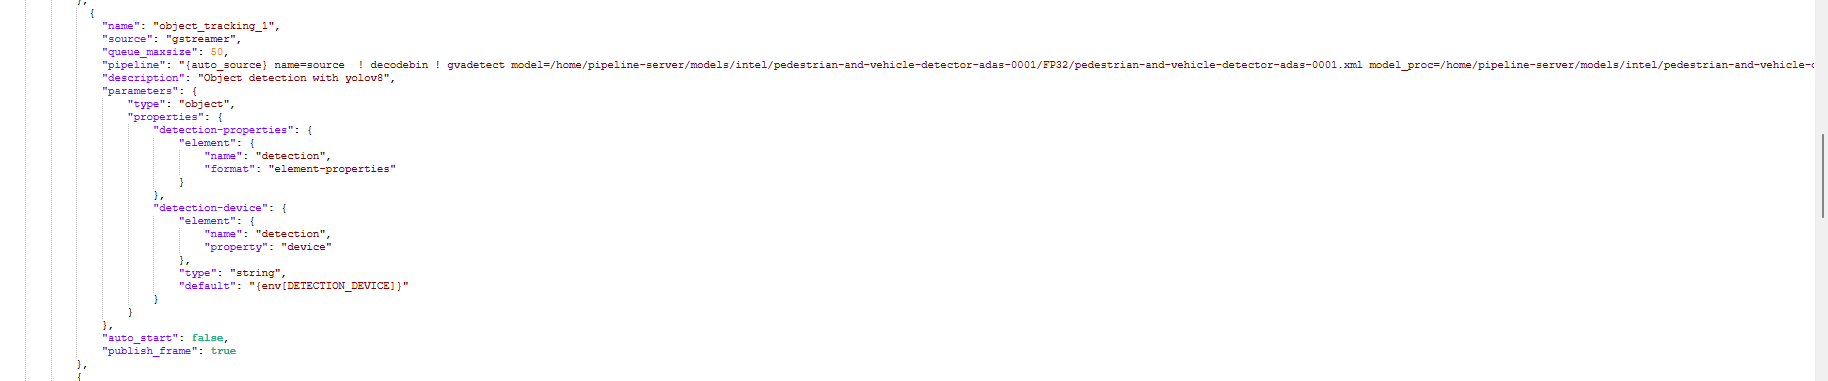 },
{
"name": "object_tracking_1",
"source": "gstreamer",
"queue_maxsize": 50,
"pipeline": "{auto_source} name=source  ! decodebin ! gvadetect model=/home/pipeline-server/models/intel/pedestrian-and-vehicle-detector-adas-0001/FP32/pedestrian-and-vehicle-detector-adas-0001.xml model_proc=/home/pipeline-server/models/intel/pedestrian-and-vehicle-
"description": "Object detection with yolov8",
"parameters": {
"type": "object",
"properties": {
"detection-properties": {
"element": {
"name": "detection",
"format": "element-properties"
}
},
"detection-device": {
"element": {
"name": "detection",
"property": "device"
},
"type": "string",
"default": "{env[DETECTION_DEVICE]}"
}
}
},
"auto_start": false,
"publish_frame": true
},
{